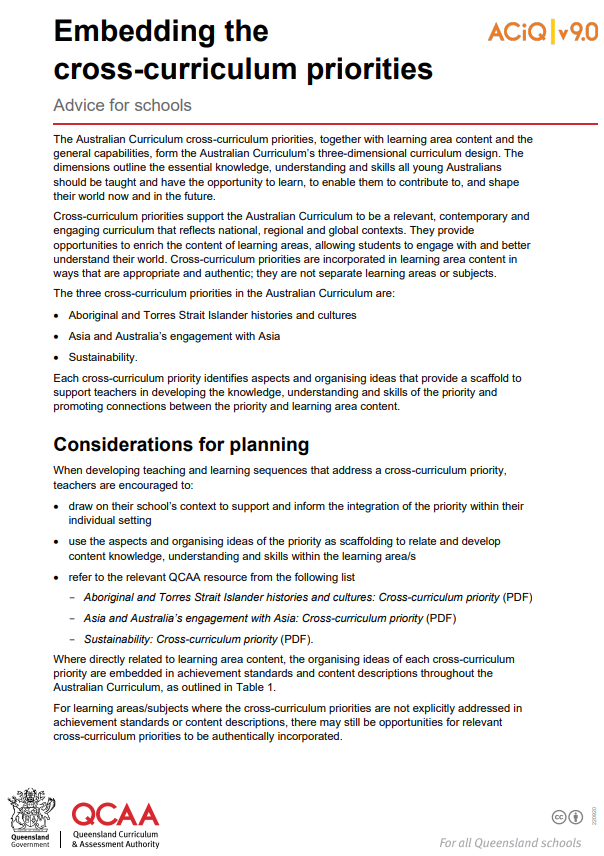 Embedding the
cross-curriculum priorities
ACiQ | v9.0
Advice for schools
The Australian Curriculum cross-curriculum priorities, together with learning area content and the
general capabilities, form the Australian Curriculum's three-dimensional curriculum design. The
dimensions outline the essential knowledge, understanding and skills all young Australians
should be taught and have the opportunity to learn, to enable them to contribute to, and shape
their world now and in the future.
Cross-curriculum priorities support the Australian Curriculum to be a relevant, contemporary and
engaging curriculum that reflects national, regional and global contexts. They provide
opportunities to enrich the content of learning areas, allowing students to engage with and better
understand their world. Cross-curriculum priorities are incorporated in learning area content in
ways that are appropriate and authentic; they are not separate learning areas or subjects.
The three cross-curriculum priorities in the Australian Curriculum are:
• Aboriginal and Torres Strait Islander histories and cultures
• Asia and Australia's engagement with Asia
• Sustainability.
Each cross-curriculum priority identifies aspects and organising ideas that provide a scaffold to
support teachers in developing the knowledge, understanding and skills of the priority and
promoting connections between the priority and learning area content.
Considerations for planning
When developing teaching and learning sequences that address a cross-curriculum priority,
teachers are encouraged to:
• draw on their school's context to support and inform the integration of the priority within their
individual setting
• use the aspects and organising ideas of the priority as scaffolding to relate and develop
content knowledge, understanding and skills within the learning area/s
• refer to the relevant QCAA resource from the following list
− Aboriginal and Torres Strait Islander histories and cultures: Cross-curriculum priority (PDF)
− Asia and Australia's engagement with Asia: Cross-curriculum priority (PDF)
− Sustainability: Cross-curriculum priority (PDF).
Where directly related to learning area content, the organising ideas of each cross-curriculum
priority are embedded in achievement standards and content descriptions throughout the
Australian Curriculum, as outlined in Table 1.
For learning areas/subjects where the cross-curriculum priorities are not explicitly addressed in
achievement standards or content descriptions, there may still be opportunities for relevant
cross-curriculum priorities to be authentically incorporated.
Queensland
Government
QCAA
Queensland Curriculum
& Assessment Authority
cc
For all Queensland schools